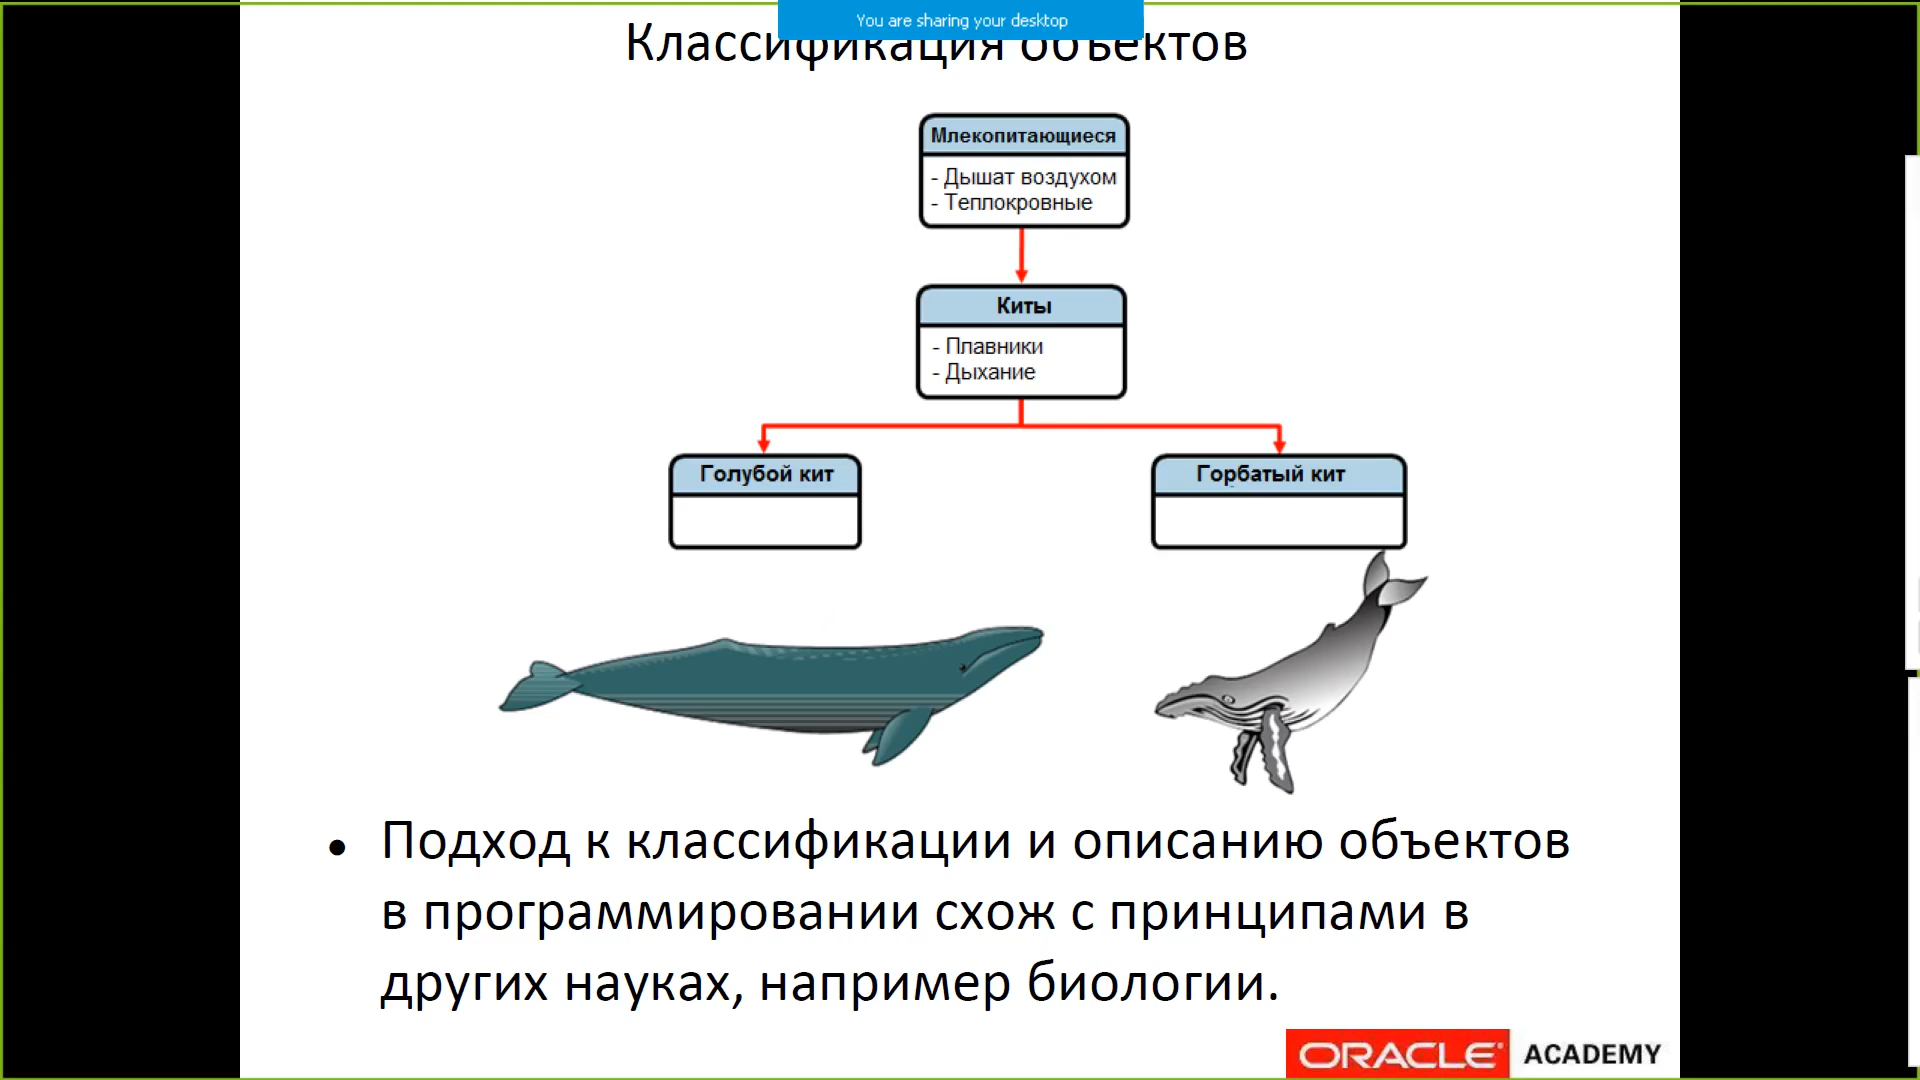 You are sharing your desktop
Классификация объектов
Млекопитающиеся
- Дышат воздухом
- Теплокровные
Киты
- Плавники
- Дыхание
Голубой кит
Горбатый кит
• Подход к классификации и описанию объектов
в программировании схож с принципами в
других науках, например биологии.
ORACLE ACADEMY